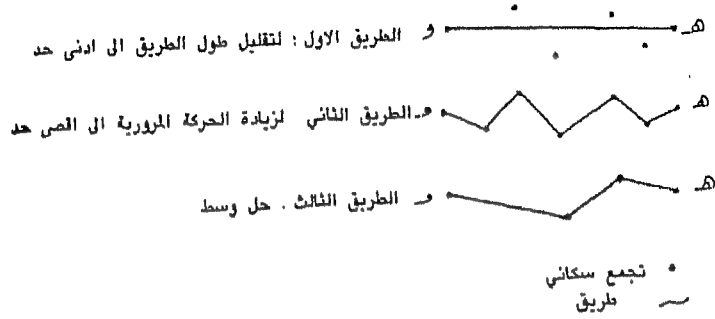 هـ و الطريق الاول : لتقليل طول الطريق الى ادنى حد
هـ و الطريق الثاني لزيادة الحركة المرورية الى اقصى حد
هـ و الطريق الثالث . حل وسط
تجمع سكاني
طريق